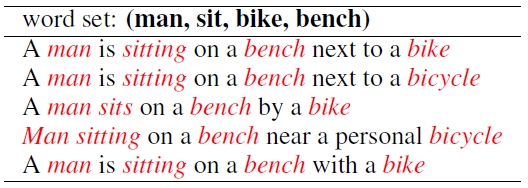 word set: (man, sit, bike, bench)
A man is sitting on a bench next to a bike
A man is sitting on a bench next to a bicycle
A man sits on a bench by a bike
Man sitting on a bench near a personal bicycle
A man is sitting on a bench with a bike